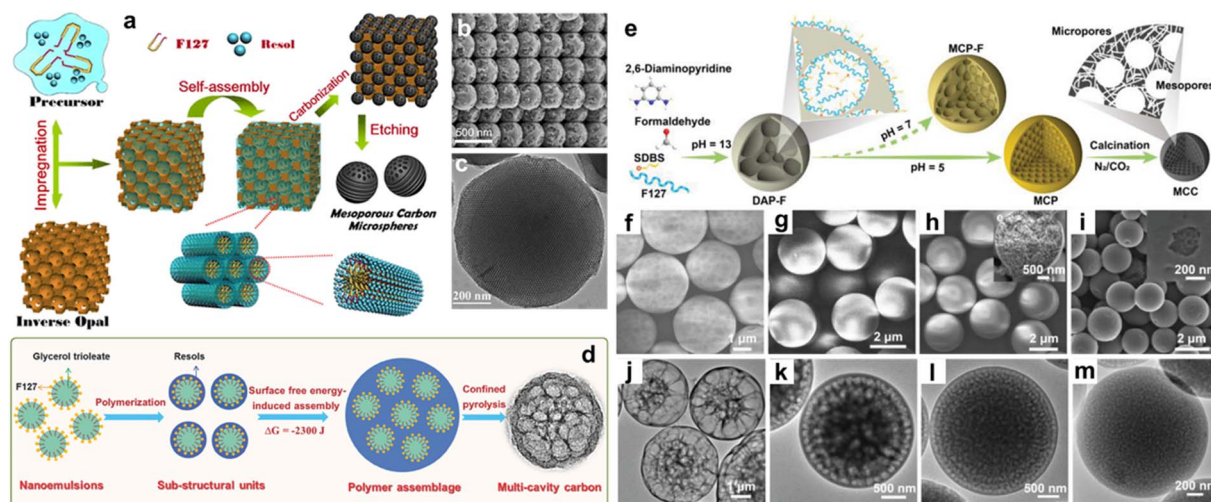 a
F127
Resol
Precursor
Self-assembly
Carbonization
Impregnation
Etching
Mesoporous Carbon
Microspheres
Inverse Opal
b
500 nm
c
200 nm
d
Glycerol trioleate
F127
Resols
Polymerization
Surface free energy-
induced assembly
ΔG = -2300 J
Confined
pyrolysis
Nanoemulsions
Sub-structural units
Polymer assemblage
Multi-cavity carbon
e
2,6-Diaminopyridine
Formaldehyde
SDBS
F127
pH = 13
DAP-F
pH = 7
MCP-F
pH = 5
MCP
Micropores
Mesopores
Calcination
N₂/CO₂
MCC
f
1 μm
g
2 μm
h
500 nm
2 μm
i
200 nm
2 μm
j
1 μm
k
500 nm
l
500 nm
m
200 nm